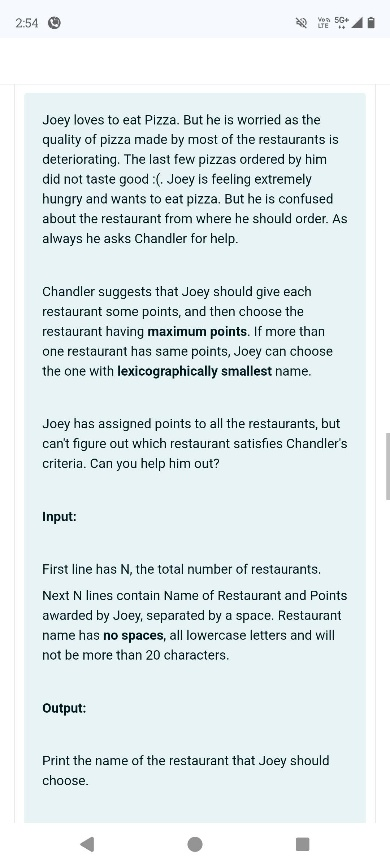 2:54
Vo))
LTE
5G+
Joey loves to eat Pizza. But he is worried as the
quality of pizza made by most of the restaurants is
deteriorating. The last few pizzas ordered by him
did not taste good :(. Joey is feeling extremely
hungry and wants to eat pizza. But he is confused
about the restaurant from where he should order. As
always he asks Chandler for help.
Chandler suggests that Joey should give each
restaurant some points, and then choose the
restaurant having maximum points. If more than
one restaurant has same points, Joey can choose
the one with lexicographically smallest name.
Joey has assigned points to all the restaurants, but
can't figure out which restaurant satisfies Chandler's
criteria. Can you help him out?
Input:
First line has N, the total number of restaurants.
Next N lines contain Name of Restaurant and Points
awarded by Joey, separated by a space. Restaurant
name has no spaces, all lowercase letters and will
not be more than 20 characters.
Output:
Print the name of the restaurant that Joey should
choose.